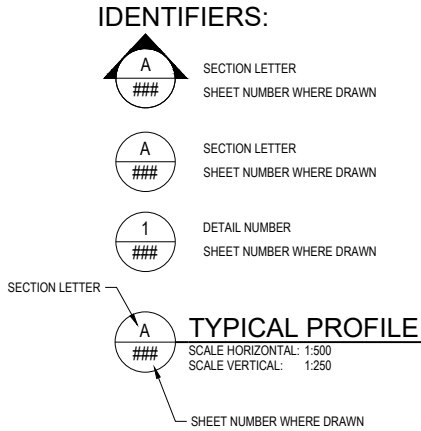 IDENTIFIERS:
A SECTION LETTER
### SHEET NUMBER WHERE DRAWN
A SECTION LETTER
### SHEET NUMBER WHERE DRAWN
1 DETAIL NUMBER
### SHEET NUMBER WHERE DRAWN
SECTION LETTER
A TYPICAL PROFILE
### SCALE HORIZONTAL: 1:500
SCALE VERTICAL: 1:250
SHEET NUMBER WHERE DRAWN